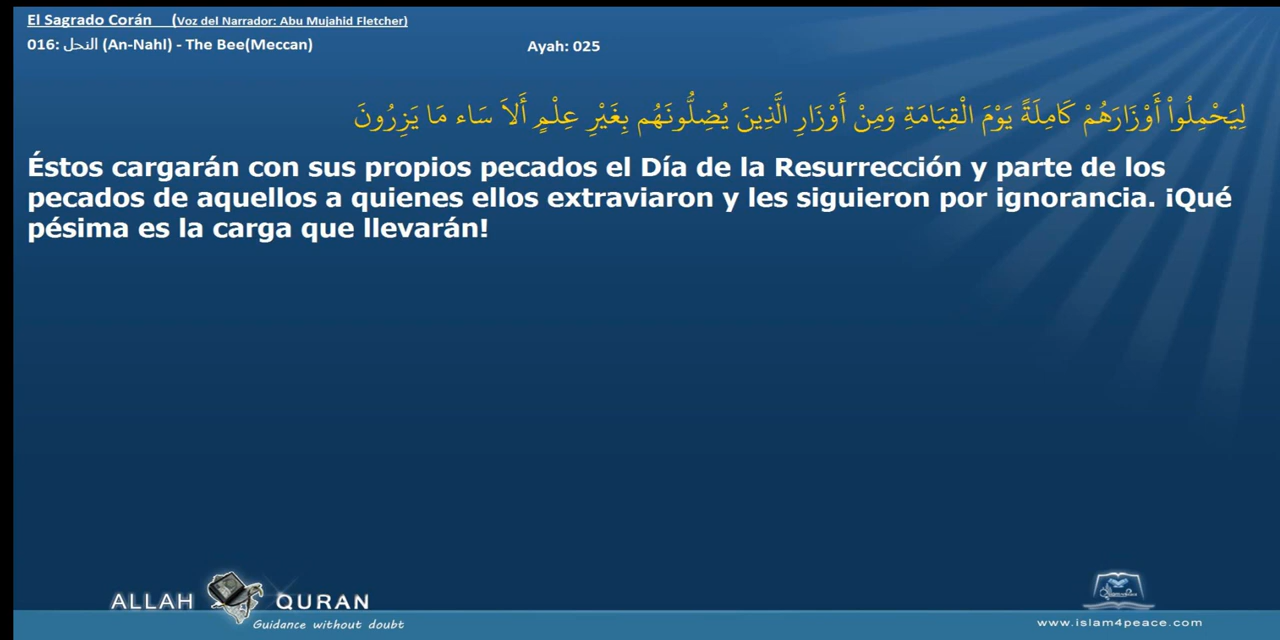 El Sagrado Corán (Voz del Narrador: Abu Mujahid Fletcher)
016: النحل (An-Nahl) - The Bee(Meccan) Ayah: 025
لِيَحْمِلُواْ أَوْزَارَهُمْ كَامِلَةً يَوْمَ الْقِيَامَةِ وَمِنْ أَوْزَارِ الَّذِينَ يُضِلُّونَهُم بِغَيْرِ عِلْمٍ أَلاَ سَاء مَا يَزِرُونَ
Éstos cargarán con sus propios pecados el Día de la Resurrección y parte de los
pecados de aquellos a quienes ellos extraviaron y les siguieron por ignorancia. ¡Qué
pésima es la carga que llevarán!
ALLAH QURAN
Guidance without doubt
www.islam4peace.com